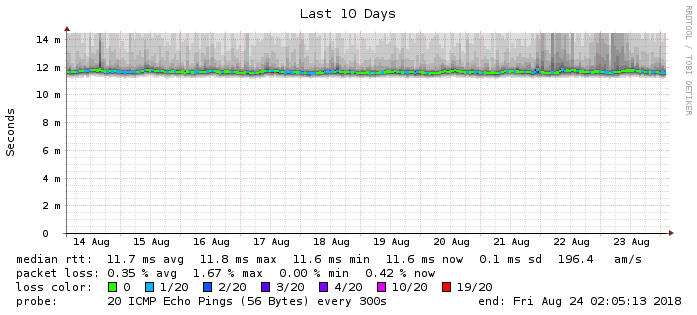 Last 10 Days
RRDTOOL / TOBI OETIKER
Seconds
14 m
12 m
10 m
8 m
6 m
4 m
2 m
0
14 Aug 15 Aug 16 Aug 17 Aug 18 Aug 19 Aug 20 Aug 21 Aug 22 Aug 23 Aug
median rtt: 11.7 ms avg 11.8 ms max 11.6 ms min 11.6 ms now 0.1 ms sd 196.4 am/s
packet loss: 0.35 % avg 1.67 % max 0.00 % min 0.42 % now
loss color: 0 1/20 2/20 3/20 4/20 10/20 19/20
probe: 20 ICMP Echo Pings (56 Bytes) every 300s end: Fri Aug 24 02:05:13 2018